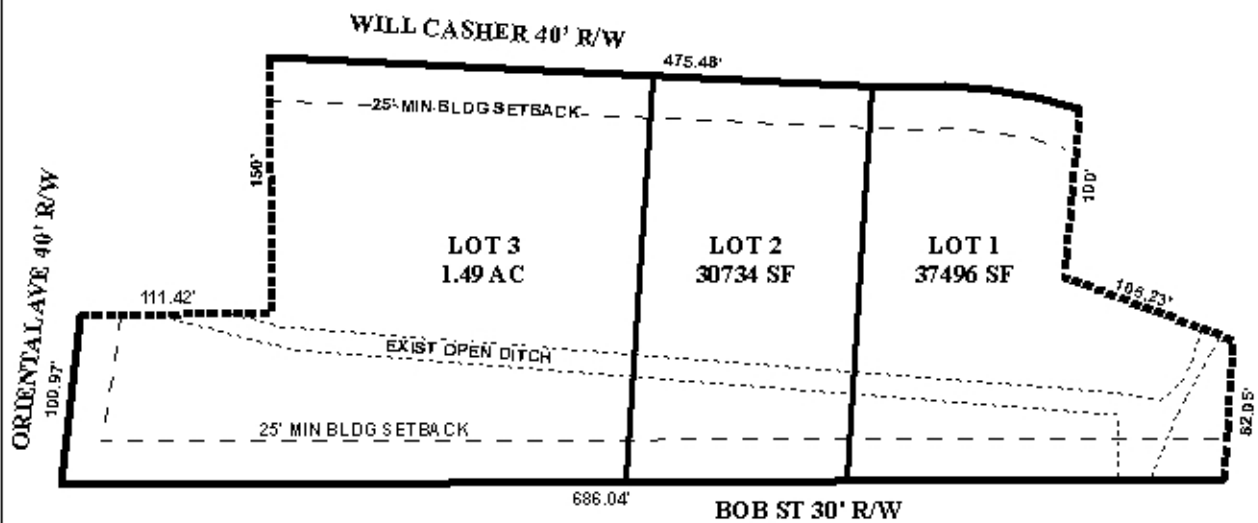 WILL CASHER 40' R/W
475.48'
25' MIN BLDG SETBACK
150'
100'
ORIENTAL AVE 40' R/W
LOT 3
1.49 AC
LOT 2
30734 SF
LOT 1
37496 SF
111.42'
105.23'
EXIST OPEN DITCH
100.97'
25' MIN BLDG SETBACK
82.05'
686.04'
BOB ST 30' R/W